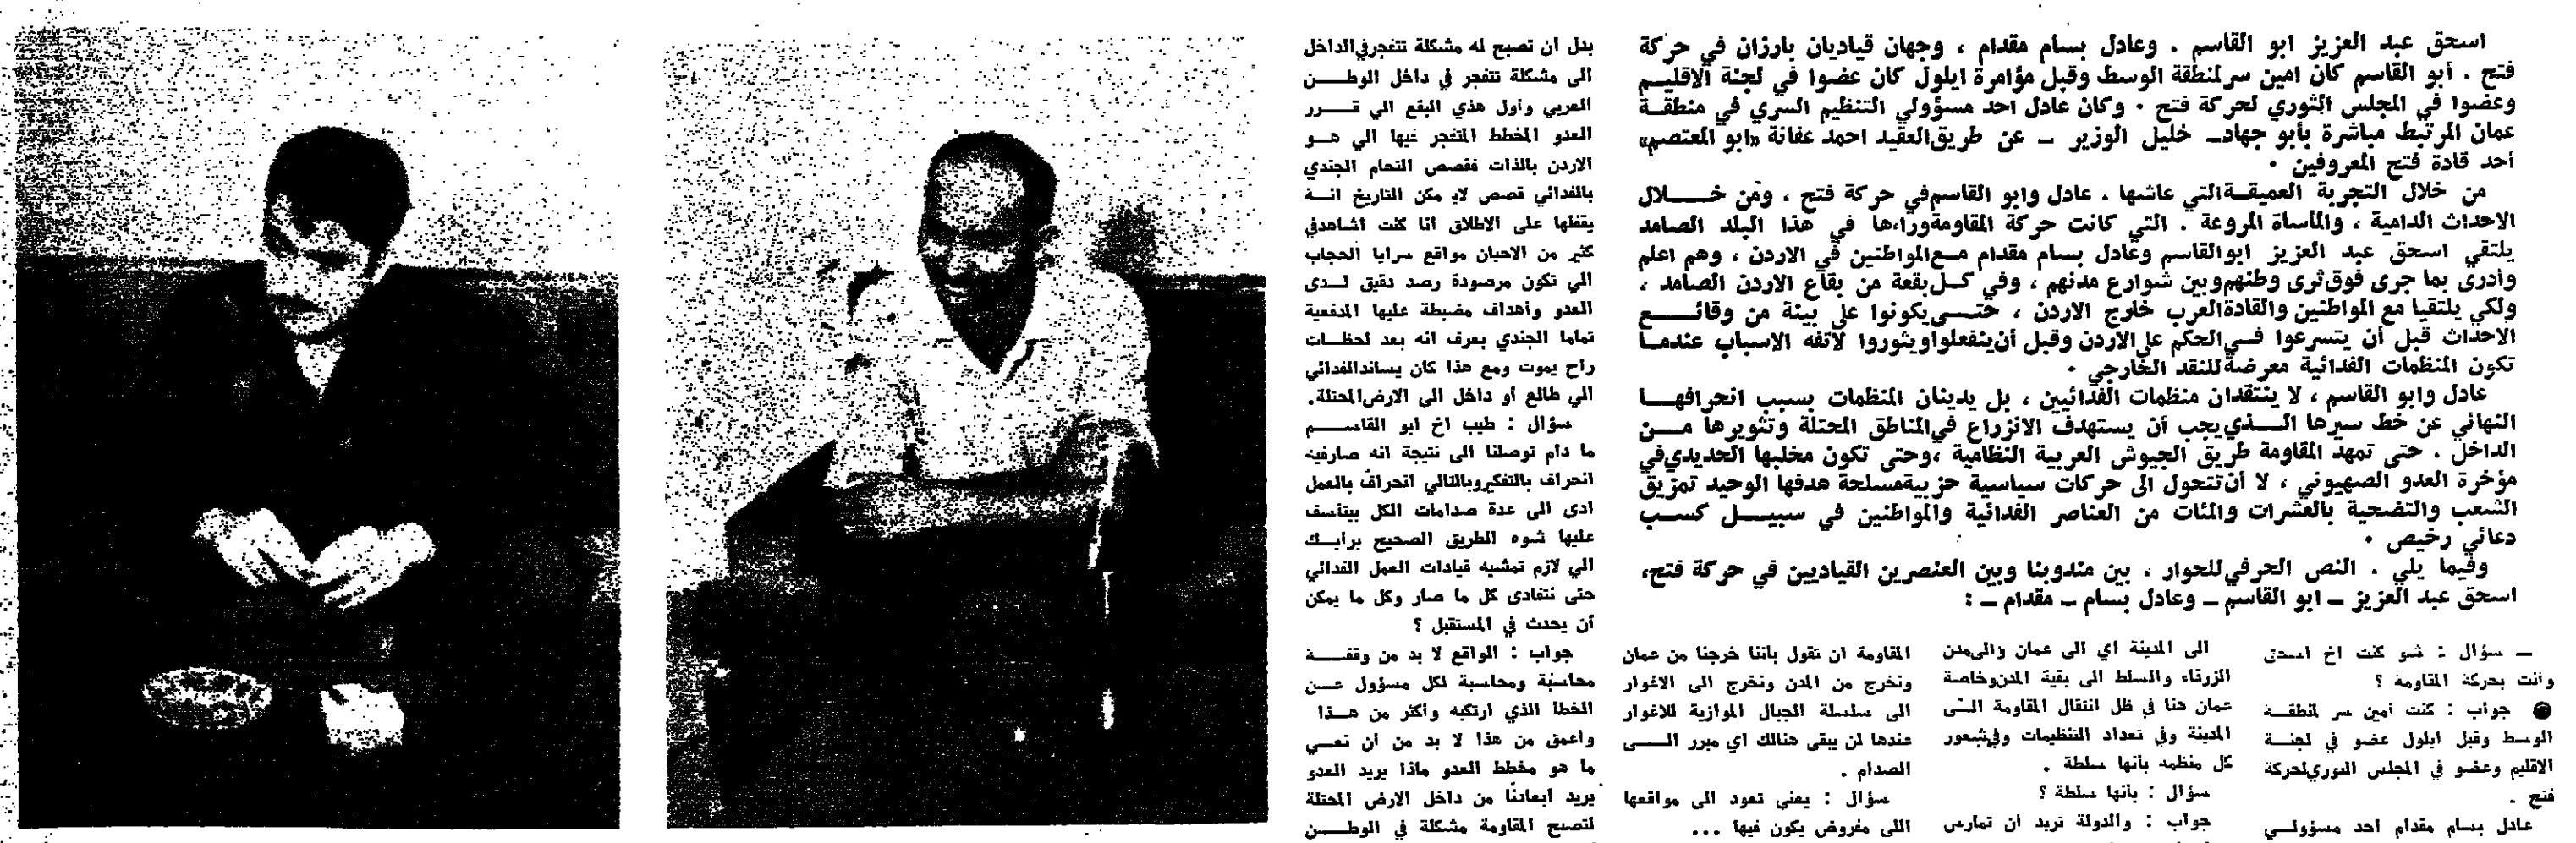 اسحق عبد العزيز ابو القاسم . وعادل بسام مقدام ، وجهان قياديان بارزان في حركة
فتح . أبو القاسم كان امين سر لمنطقة الوسط وقبل مؤامرة ايلول كان عضوا في لجنة الاقليم
وعضوا في المجلس الثوري لحركة فتح . وكان عادل احد مسؤولي التنظيم السري في منطقة
عمان المرتبط مباشرة بأبو جهاد ــ خليل الوزير ــ عن طريق العقيد احمد عفانة «ابو المعتصم»
أحد قادة فتح المعروفين .
من خلال التجربة العميقة التي عاشها . عادل وابو القاسم في حركة فتح ، ومن خلال
الاحداث الدامية ، والمأساة المروعة . التي كانت حركة المقاومة وراءها في هذا البلد الصامد
يلتقي اسحق عبد العزيز ابو القاسم وعادل بسام مقدام مع المواطنين في الاردن ، وهم اعلم
وادرى بما جرى فوق ثرى وطنهم وبين شوارع مدنهم ، وفي كل بقعة من بقاع الاردن الصامد ،
ولكي يلتقيا مع المواطنين والقادة العرب خارج الاردن ، حتى يكونوا على بينة من وقائع
الاحداث قبل أن يتسرعوا في الحكم على الاردن وقبل أن ينفعلوا ويثوروا لاتفه الاسباب عندما
تكون المنظمات الفدائية معرضة للنقد الخارجي .
عادل وابو القاسم ، لا ينتقدان منظمات الفدائيين ، بل يدينان المنظمات بسبب انحرافها
النهائي عن خط سيرها الذي يجب أن يستهدف الانزراع في المناطق المحتلة وتثويرها من
الداخل . حتى تمهد المقاومة طريق الجيوش العربية النظامية ، وحتى تكون مخلبها الحديدي في
مؤخرة العدو الصهيوني ، لا أن تتحول الى حركات سياسية حزبية مسلحة هدفها الوحيد تمزيق
الشعب والتضحية بالعشرات والمئات من العناصر الفدائية والمواطنين في سبيل كسب
دعائي رخيص .
وفيما يلي . النص الحرفي للحوار ، بين مندوبنا وبين العنصرين القياديين في حركة فتح،
اسحق عبد العزيز ــ ابو القاسم ــ وعادل بسام ــ مقدام ــ :
ــ سؤال : شو كنت اخ اسحق
وانت بحركة المقاومة ؟
جواب : كنت أمين سر لمنطقة
الوسط وقبل ايلول عضو في لجنة
الاقليم وعضو في المجلس الثوري لحركة
فتح .
عادل بسام مقدام احد مسؤولي
الى المدينة اي الى عمان والى مدن
الزرقاء والسلط الى بقية المدن وخاصة
عمان هنا في ظل انتقال المقاومة الى
المدينة وفي تعداد التنظيمات وفي شعور
كل منظمه بانها سلطة .
سؤال : بانها سلطة ؟
جواب : والدولة تريد ان تمارس
المقاومة ان تقول باننا خرجنا من عمان
ونخرج من المدن ونخرج الى الاغوار
الى سلسلة الجبال الموازية للاغوار
عندها لن يبقى هنالك اي مبرر الى
الصدام .
سؤال : يعني تعود الى مواقعها
اللى مفروض يكون فيها ...
بدل ان تصبح له مشكلة تتفجر في الداخل
الى مشكلة تتفجر في داخل الوطن
العربي وأول هذي البقع الي قرر
العدو المخطط المتفجر فيها الي هو
الاردن بالذات فقصص التحام الجندي
بالفدائي قصص لا يمكن التاريخ انه
يقفلها على الاطلاق انا كنت اشاهد في
كثير من الاحيان مواقع سرايا الحجاب
الي تكون مرصودة رصد دقيق لدى
العدو وأهداف مضبطة عليها المدفعية
تماما الجندي بعرف انه بعد لحظات
راح يموت ومع هذا كان يساند الفدائي
الي طالع أو داخل الى الارض المحتلة.
سؤال : طيب اخ ابو القاسم
ما دام توصلنا الى نتيجة انه صار فيه
انحراف بالتفكير وبالتالي انحراف بالعمل
ادى الى عدة صدامات الكل بيتأسف
عليها شوه الطريق الصحيح برايك
الي لازم تمشيه قيادات العمل الفدائي
حتى نتفادى كل ما صار وكل ما يمكن
أن يحدث في المستقبل ؟
جواب : الواقع لا بد من وقفة
محاسبة ومحاسبة لكل مسؤول عن
الخطا الذي ارتكبه وأكثر من هذا
وأعمق من هذا لا بد من أن نعي
ما هو مخطط العدو ماذا يريد العدو
يريد ابعادنا من داخل الارض المحتلة
لتصبح المقاومة مشكلة في الوطن